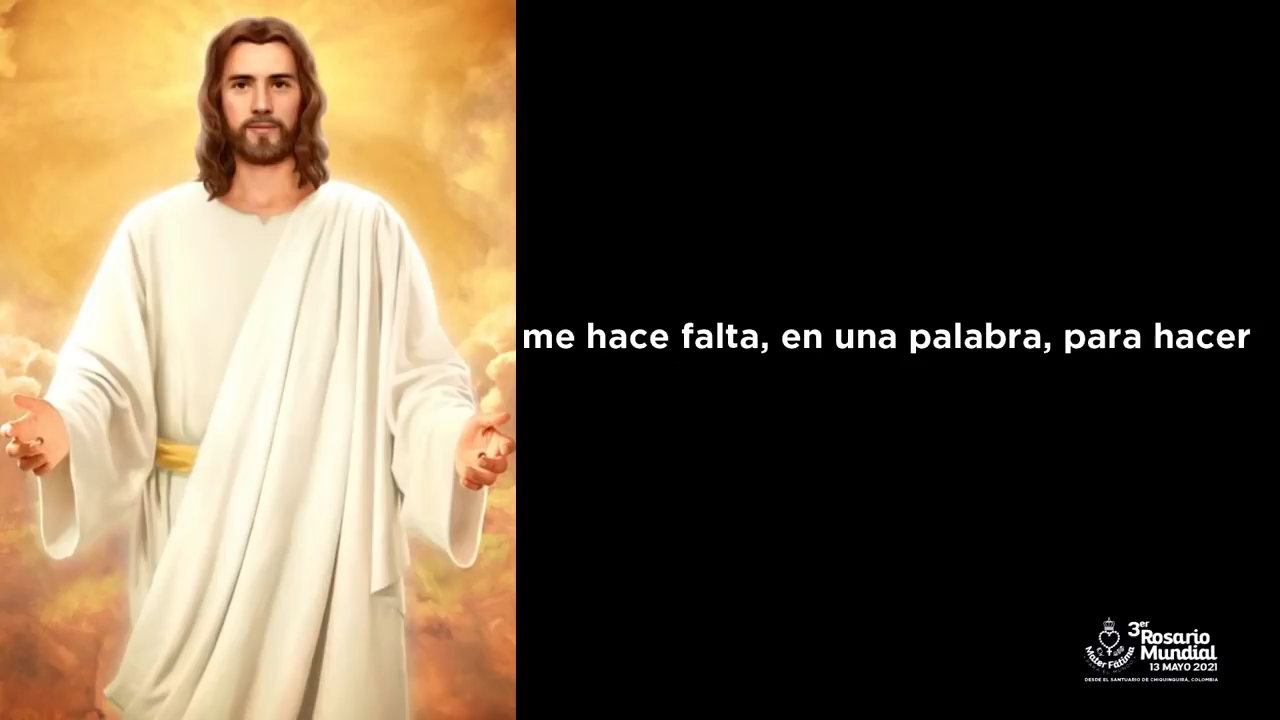 me hace falta, en una palabra, para hacer
3er
Rosario
Mundial
Mater Fátima
13 MAYO 2021
DESDE EL SANTUARIO DE CHIQUINQUIRÁ, COLOMBIA